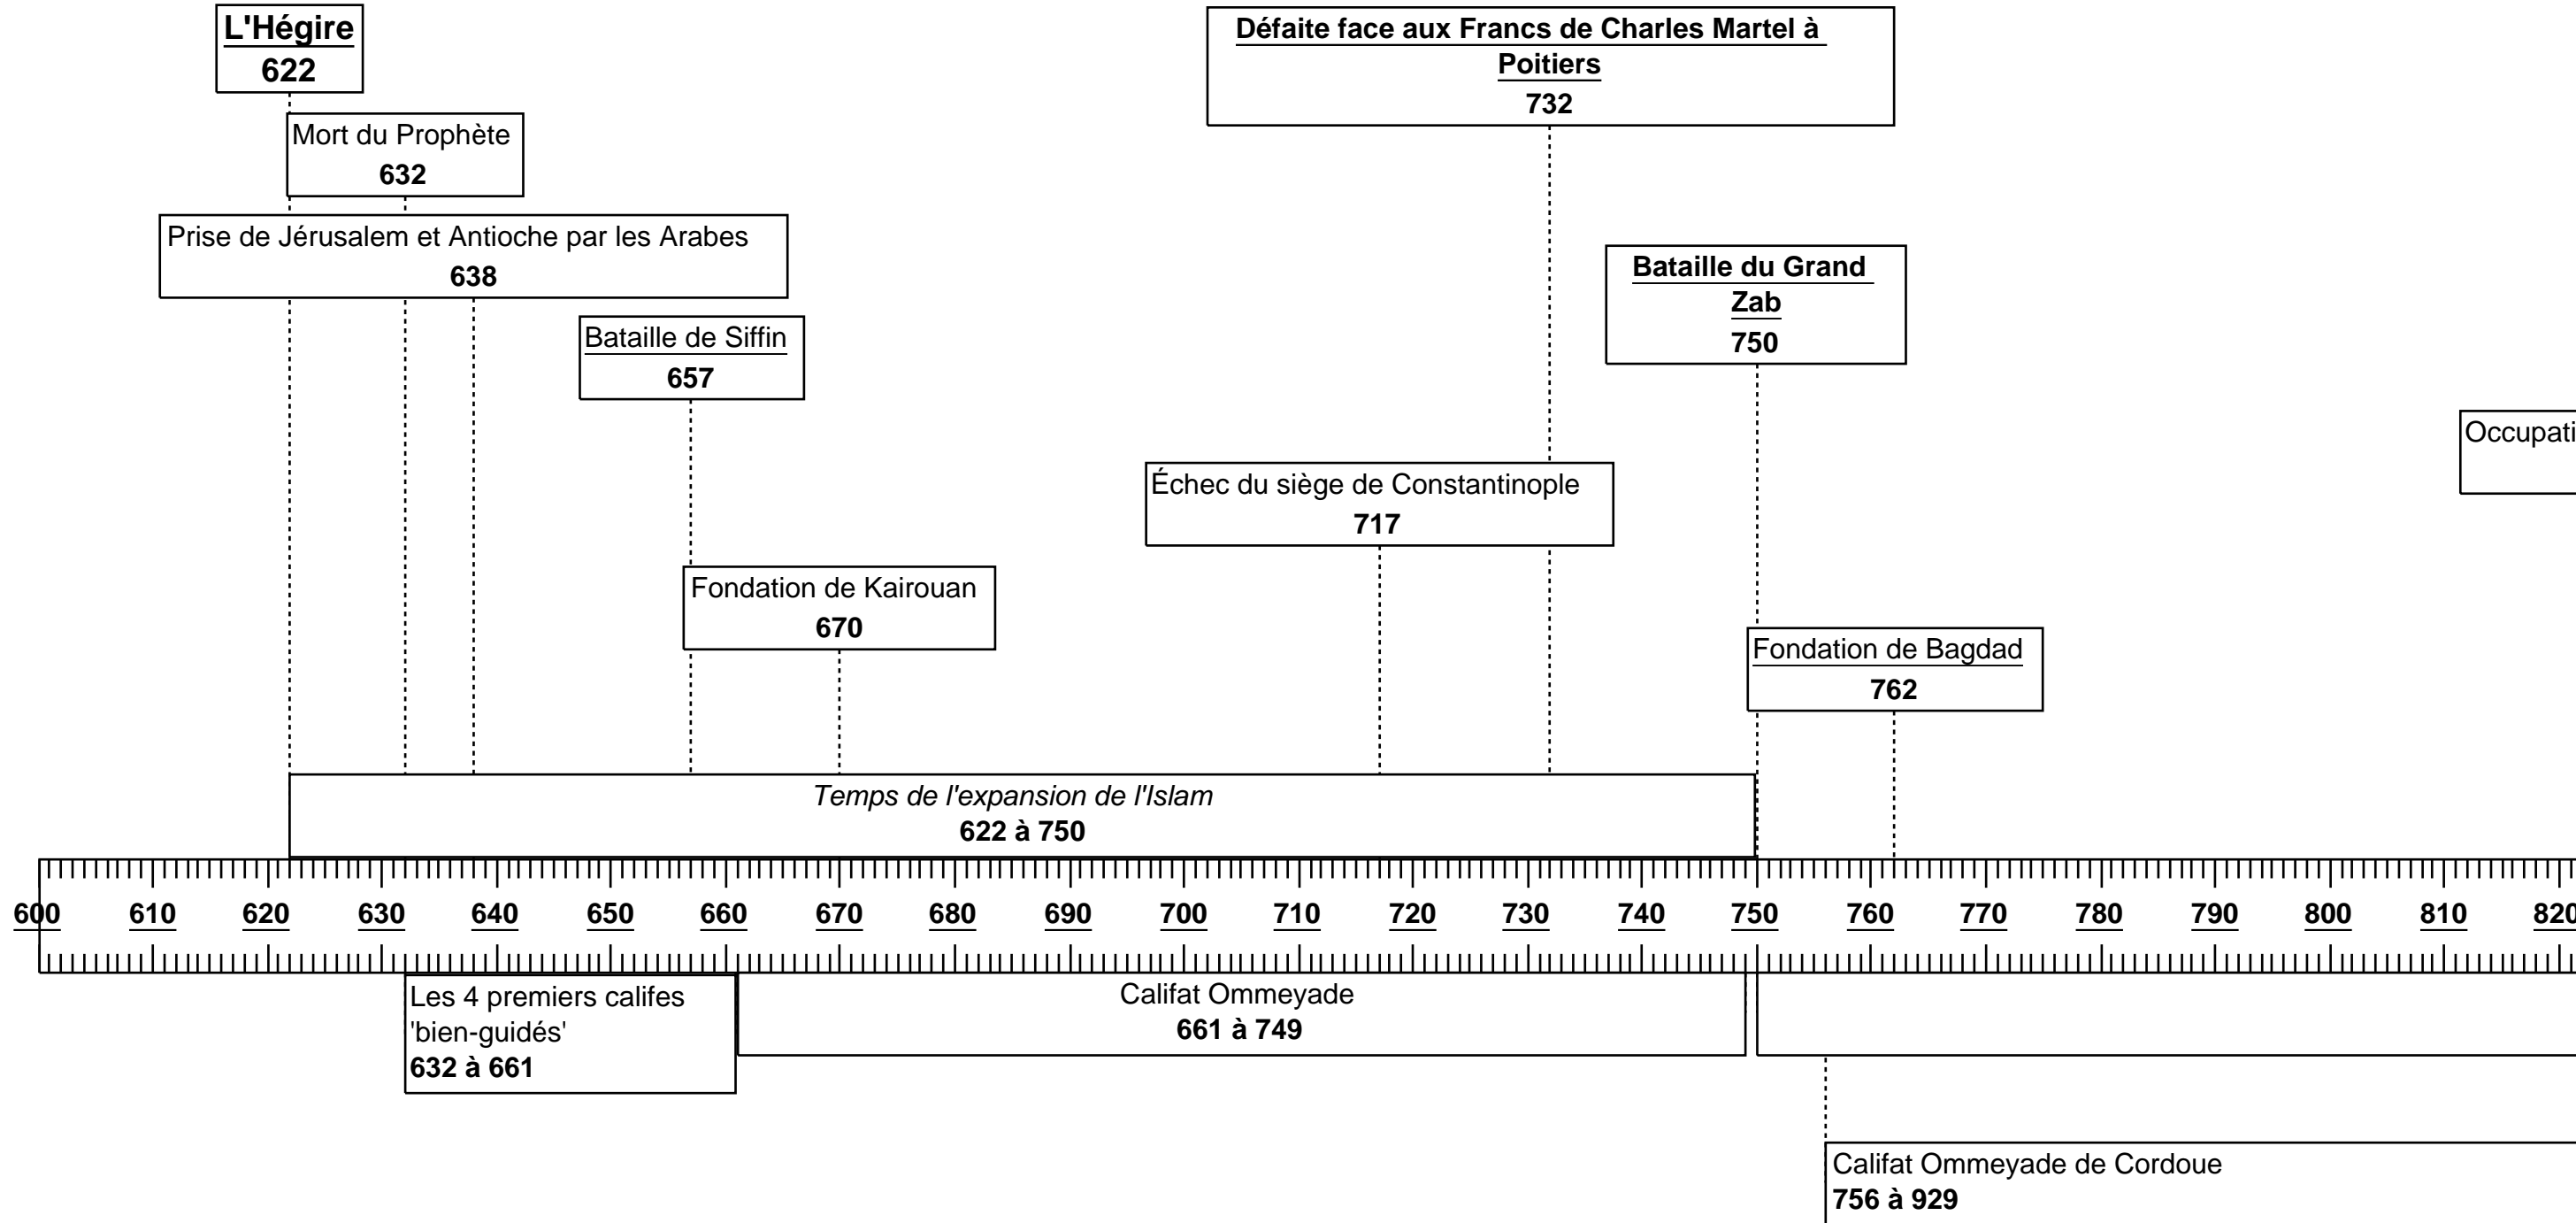 L'Hégire
622
Défaite face aux Francs de Charles Martel à
Poitiers
732
Mort du Prophète
632
Prise de Jérusalem et Antioche par les Arabes
638
Bataille du Grand
Zab
750
Bataille de Siffin
657
Occupati
Échec du siège de Constantinople
717
Fondation de Kairouan
670
Fondation de Bagdad
762
Temps de l'expansion de l'Islam
622 à 750
600 610 620 630 640 650 660 670 680 690 700 710 720 730 740 750 760 770 780 790 800 810 820
Les 4 premiers califes
'bien-guidés'
632 à 661
Califat Ommeyade
661 à 749
Califat Ommeyade de Cordoue
756 à 929